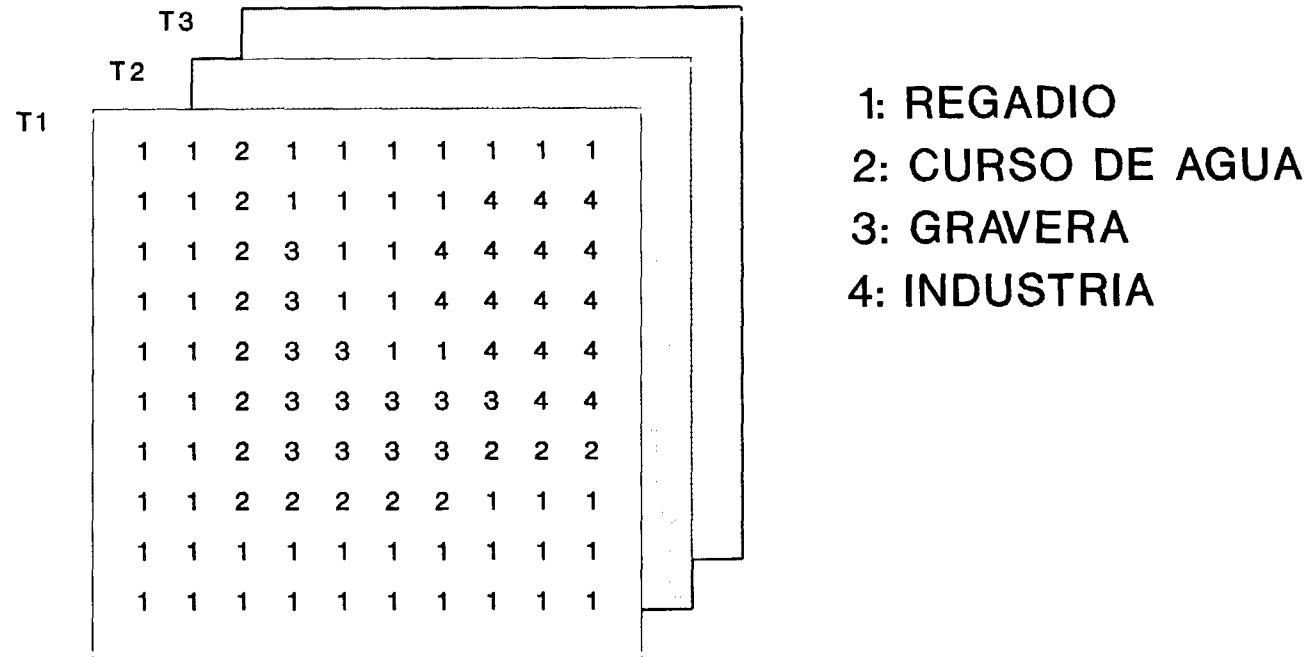 T3
T2
T1
1 1 2 1 1 1 1 1 1 1
1 1 2 1 1 1 1 4 4 4
1 1 2 3 1 1 4 4 4 4
1 1 2 3 1 1 4 4 4 4
1 1 2 3 3 1 1 4 4 4
1 1 2 3 3 3 3 3 4 4
1 1 2 3 3 3 3 2 2 2
1 1 2 2 2 2 2 1 1 1
1 1 1 1 1 1 1 1 1 1
1 1 1 1 1 1 1 1 1 1
1: REGADIO
2: CURSO DE AGUA
3: GRAVERA
4: INDUSTRIA